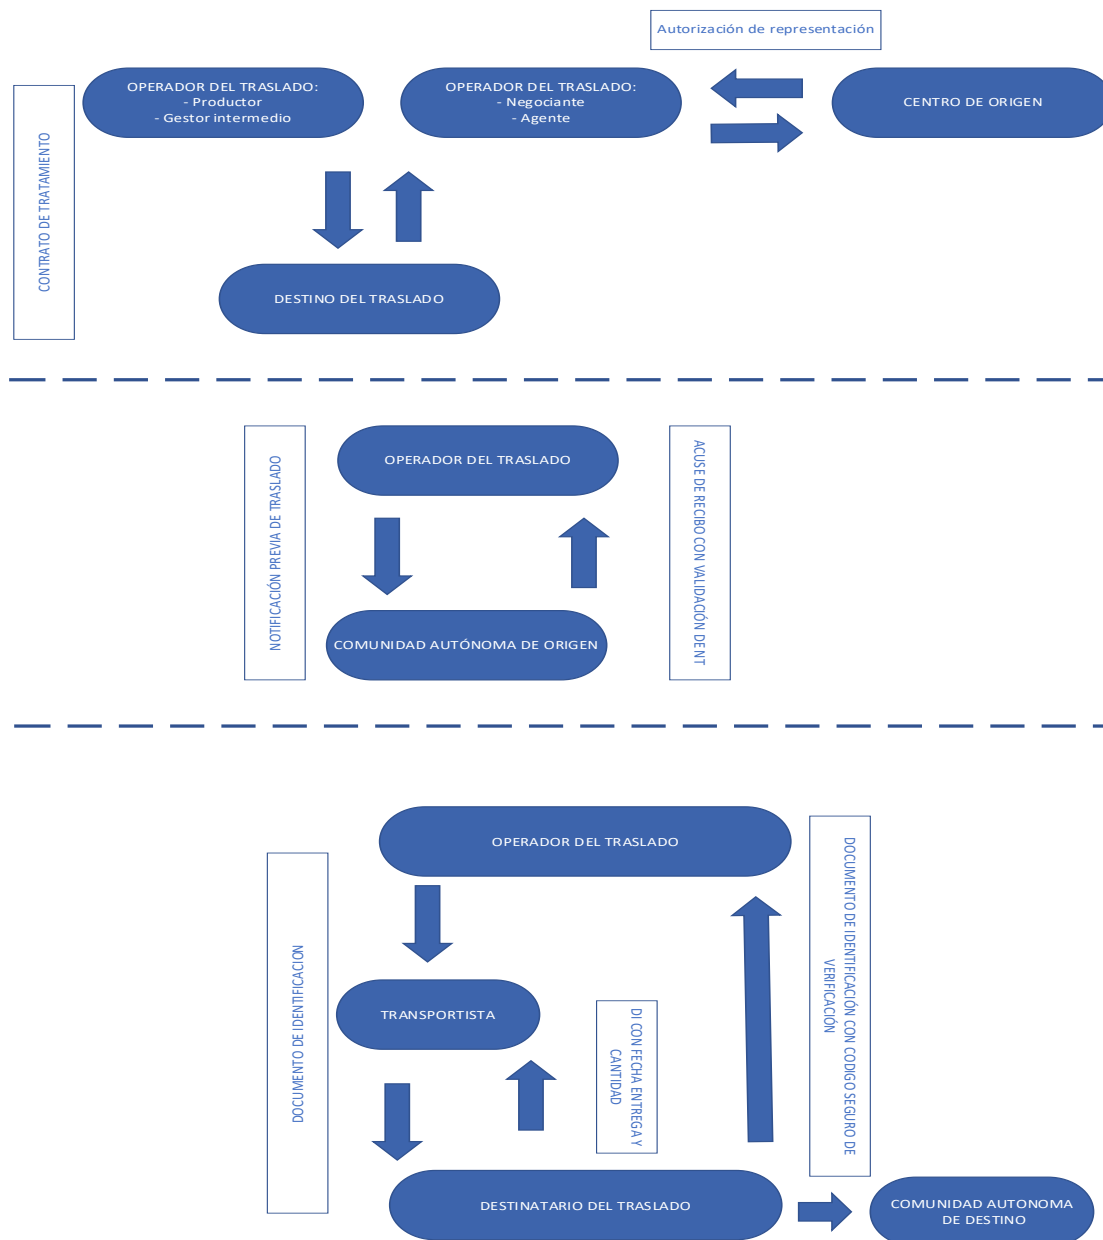 Autorización de representación
OPERADOR DEL TRASLADO:
- Productor
- Gestor intermedio
OPERADOR DEL TRASLADO:
- Negociante
- Agente
CENTRO DE ORIGEN
CONTRATO DE TRATAMIENTO
DESTINO DEL TRASLADO
NOTIFICACIÓN PREVIA DE TRASLADO
OPERADOR DEL TRASLADO
ACUSE DE RECIBO CON VALIDACIÓN DE NT
COMUNIDAD AUTÓNOMA DE ORIGEN
OPERADOR DEL TRASLADO
DOCUMENTO DE IDENTIFICACION
TRANSPORTISTA
DI CON FECHA ENTREGA Y
CANTIDAD
DOCUMENTO DE IDENTIFICACIÓN CON CODIGO SEGURO DE
VERIFICACIÓN
DESTINATARIO DEL TRASLADO
COMUNIDAD AUTONOMA
DE DESTINO